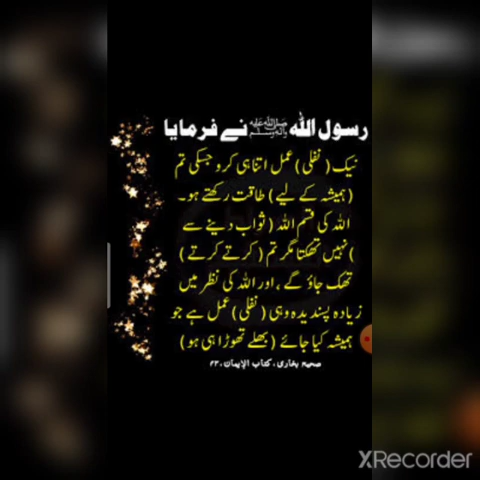 رسول اللہ ﷺ نے فرمایا
نیک (نفلی) عمل اتنا ہی کرو جسکی تم
(ہمیشہ کے لیے) طاقت رکھتے ہو۔
اللہ کی قسم اللہ (ثواب دینے سے
)نہیں تھکتا مگر تم (کرتے کرتے)
تھک جاؤ گے ، اور اللہ کی نظر میں
زیادہ پسندیدہ وہی (نفلی) عمل ہے جو
ہمیشہ کیا جائے (بھلے تھوڑا ہی ہو)
صحیح بخاری ، کتاب الایمان ، ۴۳
XRecorder